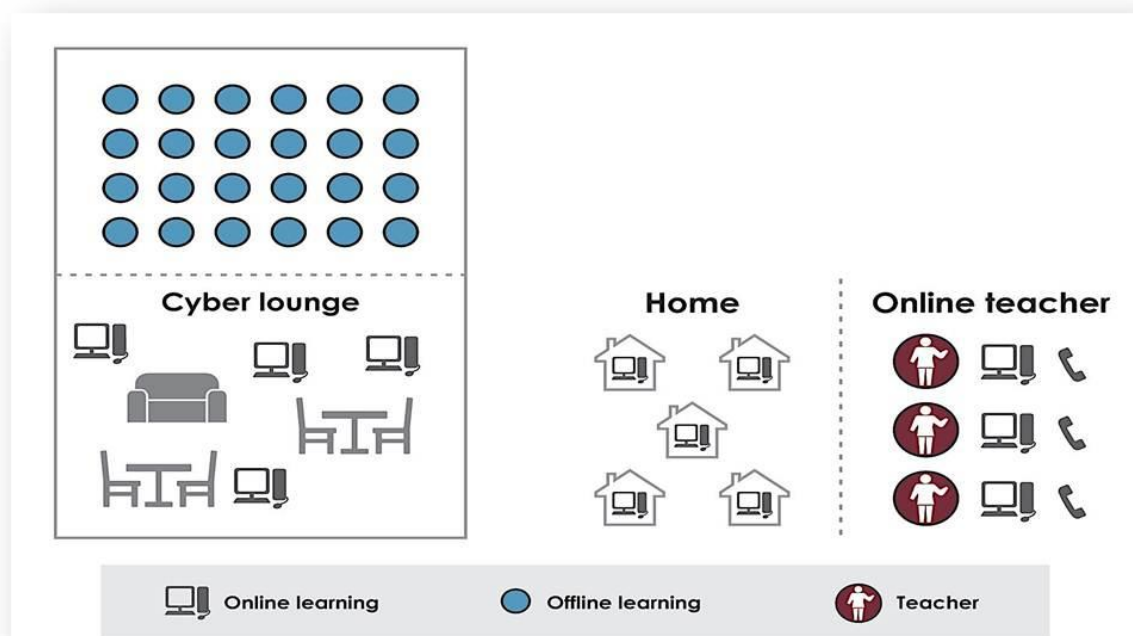 Cyber lounge
Home
Online teacher
Online learning
Offline learning
Teacher